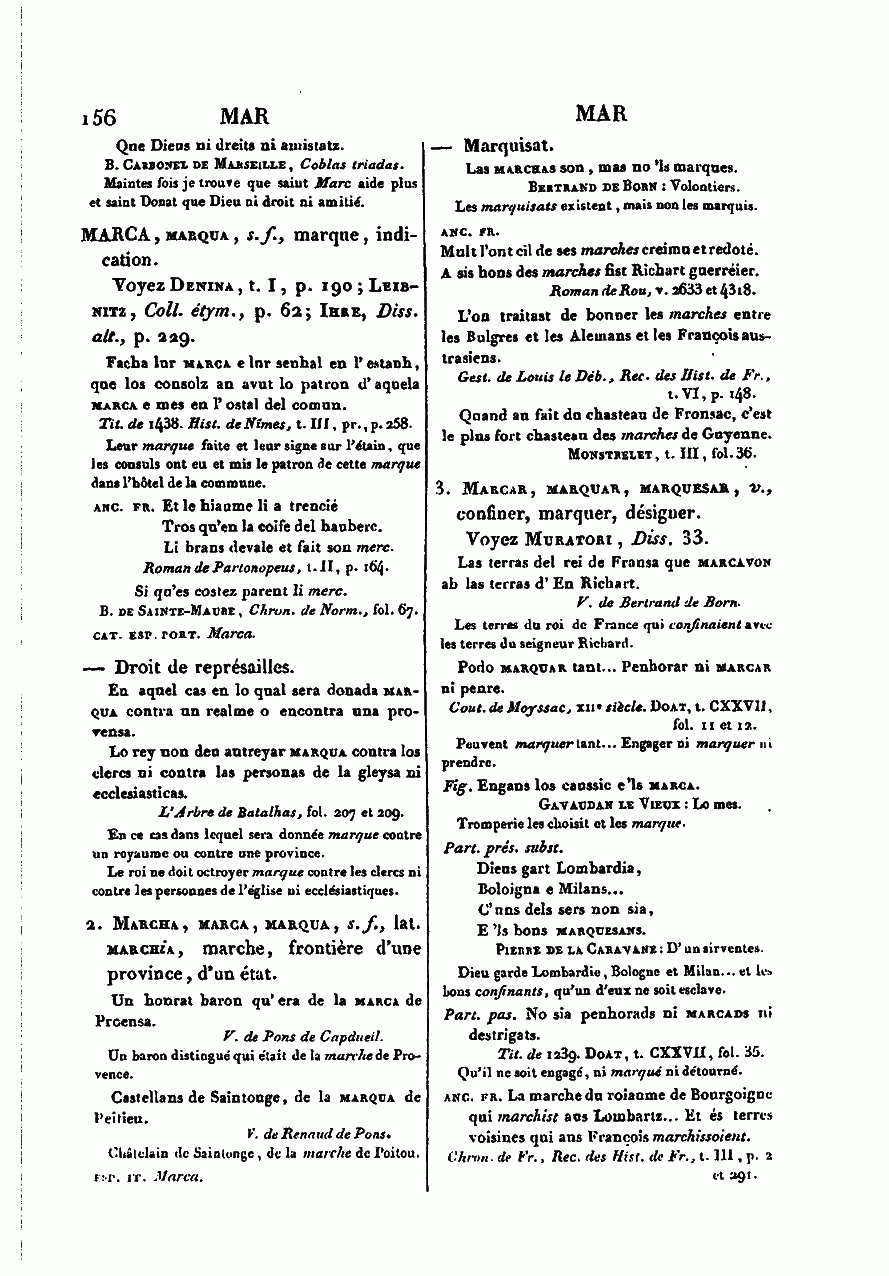 156 MAR
Que Dieus ni dreits ni amistatz.
B. CARBONEL DE MARSEILLE, Coblas triadas.
Maintes fois je trouve que saint Marc aide plus
et saint Donat que Dieu ni droit ni amitié.
MARCA, MARQUA, s.f., marque, indi-
cation.
Voyez DENINA, t. I, p. 190; LEIB-
NITZ, Coll. étym., p. 62; IHRE, Diss.
alt., p. 229.
Facha lur MARCA e lur senhal en l'estanh,
que los consolz an avut lo patron d'aquela
MARCA e mes en l'ostal del comun.
Tit. de 1438. Hist. de Nîmes, t. III, pr., p. 258.
Leur marque faite et leur signe sur l'étain, que
les consuls ont eu et mis le patron de cette marque
dans l'hôtel de la commune.
ANC. FR. Et le hiaume li a trencié
Tros qu'en la coife del hauberc.
Li brans devale et fait son merc.
Roman de Partonopeus, t. II, p. 164.
Si qu'es costez parent li merc.
B. DE SAINTE-MAURE, Chron. de Norm., fol. 67.
CAT. ESP. PORT. Marca.
— Droit de représailles.
En aquel cas en lo qual sera donada MAR-
QUA contra un realme o encontra una pro-
vensa.
Lo rey non deu autreyar MARQUA contra los
clercs ni contra las personas de la gleysa ni
ecclesiasticas.
L'Arbre de Batalhas, fol. 207 et 209.
En ce cas dans lequel sera donnée marque contre
un royaume ou contre une province.
Le roi ne doit octroyer marque contre les clercs ni
contre les personnes de l'église ni ecclésiastiques.
2. MARCHA, MARCA, MARQUA, s.f., lat.
MARCHIA, marche, frontière d'une
province, d'un état.
Un honrat baron qu'era de la MARCA de
Proensa.
V. de Pons de Capdueil.
Un baron distingué qui était de la marche de Pro-
vence.
Castellans de Saintonge, de la MARQUA de
Peitieu.
V. de Renaud de Pons.
Châtelain de Saintonge, de la marche de Poitou.
ESP. IT. Marca.
MAR
— Marquisat.
Las MARCHAS son, mas no 'ls marques.
BERTRAND DE BORN : Volontiers.
Les marquisats existent, mais non les marquis.
ANC. FR.
Mult l'ont cil de ses marches creimu et redoté.
A sis bons des marches fist Richart guerréier.
Roman de Rou, v. 2633 et 4318.
L'on traitast de bonner les marches entre
les Bulgres et les Alemans et les François aus-
trasiens.
Gest. de Louis le Déb., Rec. des Hist. de Fr.,
t. VI, p. 148.
Quand au fait du chasteau de Fronsac, c'est
le plus fort chasteau des marches de Guyenne.
MONSTRELET, t. III, fol. 36.
3. MARCAR, MARQUAR, MARQUESAR, v.,
confiner, marquer, désigner.
Voyez MURATORI, Diss. 33.
Las terras del rei de Fransa que MARCAVON
ab las terras d'En Richart.
V. de Bertrand de Born.
Les terres du roi de France qui confinaient avec
les terres du seigneur Richard.
Podo MARQUAR tant... Penhorar ni MARCAR
ni penre.
Cout. de Moyssac, XIIe siècle. DOAT, t. CXXVII,
fol. 11 et 12.
Peuvent marquer tant... Engager ni marquer ni
prendre.
Fig. Engans los caussic e 'ls MARCA.
GAVAUDAN LE VIEUX : Lo mes.
Tromperie les choisit et les marque.
Part. prés. subst.
Dieus gart Lombardia,
Boloigna e Milans...
C'uns dels sers non sia,
E 'ls bons MARQUESANS.
PIERRE DE LA CARAVANE : D'un sirventes.
Dieu garde Lombardie, Bologne et Milan... et les
bons confinants, qu'un d'eux ne soit esclave.
Part. pas. No sia penhorads ni MARCADS ni
destrigats.
Tit. de 1239. DOAT, t. CXXVII, fol. 35.
Qu'il ne soit engagé, ni marqué ni détourné.
ANC. FR. La marche du roiaume de Bourgoigne
qui marchist aus Lombartz... Et és terres
voisines qui aus François marchissoient.
Chron. de Fr., Rec. des Hist. de Fr., t. III, p. 2
et 291.